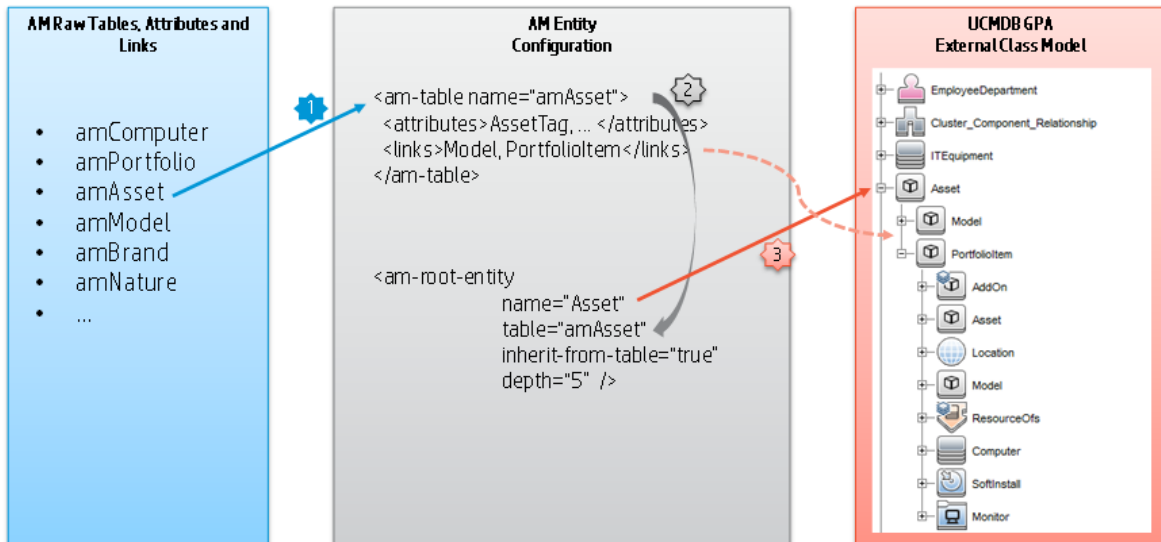 AM Raw Tables, Attributes and
Links
• amComputer
• amPortfolio
• amAsset
• amModel
• amBrand
• amNature
• ...
AM Entity
Configuration
1
2
<am-table name="amAsset">
<attributes>AssetTag, ... </attributes>
<links>Model, PortfolioItem</links>
</am-table>
3
<am-root-entity
name="Asset"
table="amAsset"
inherit-from-table="true"
depth="5" />
UCMDB GPA
External Class Model
EmployeeDepartment
Cluster_Component_Relationship
ITEquipment
Asset
Model
PortfolioItem
AddOn
Asset
Location
Model
ResourceOfs
Computer
SoftInstall
Monitor